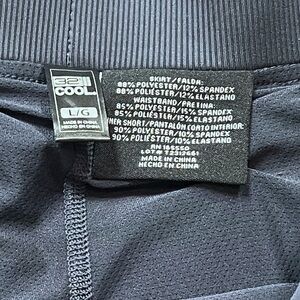 32° COOL
L/G
MADE IN CHINA
HECHO EN CHINA
SKIRT/FALDA:
88% POLYESTER/12% SPANDEX
88% POLIÉSTER/12% ELASTANO
WAISTBAND/PRETINA:
85% POLYESTER/15% SPANDEX
85% POLIÉSTER/15% ELASTANO
NER SHORT/PANTALÓN CORTO INTERIOR:
90% POLYESTER/10% SPANDEX
90% POLIÉSTER/10% ELASTANO
MADE IN CHINA
HECHO EN CHINA